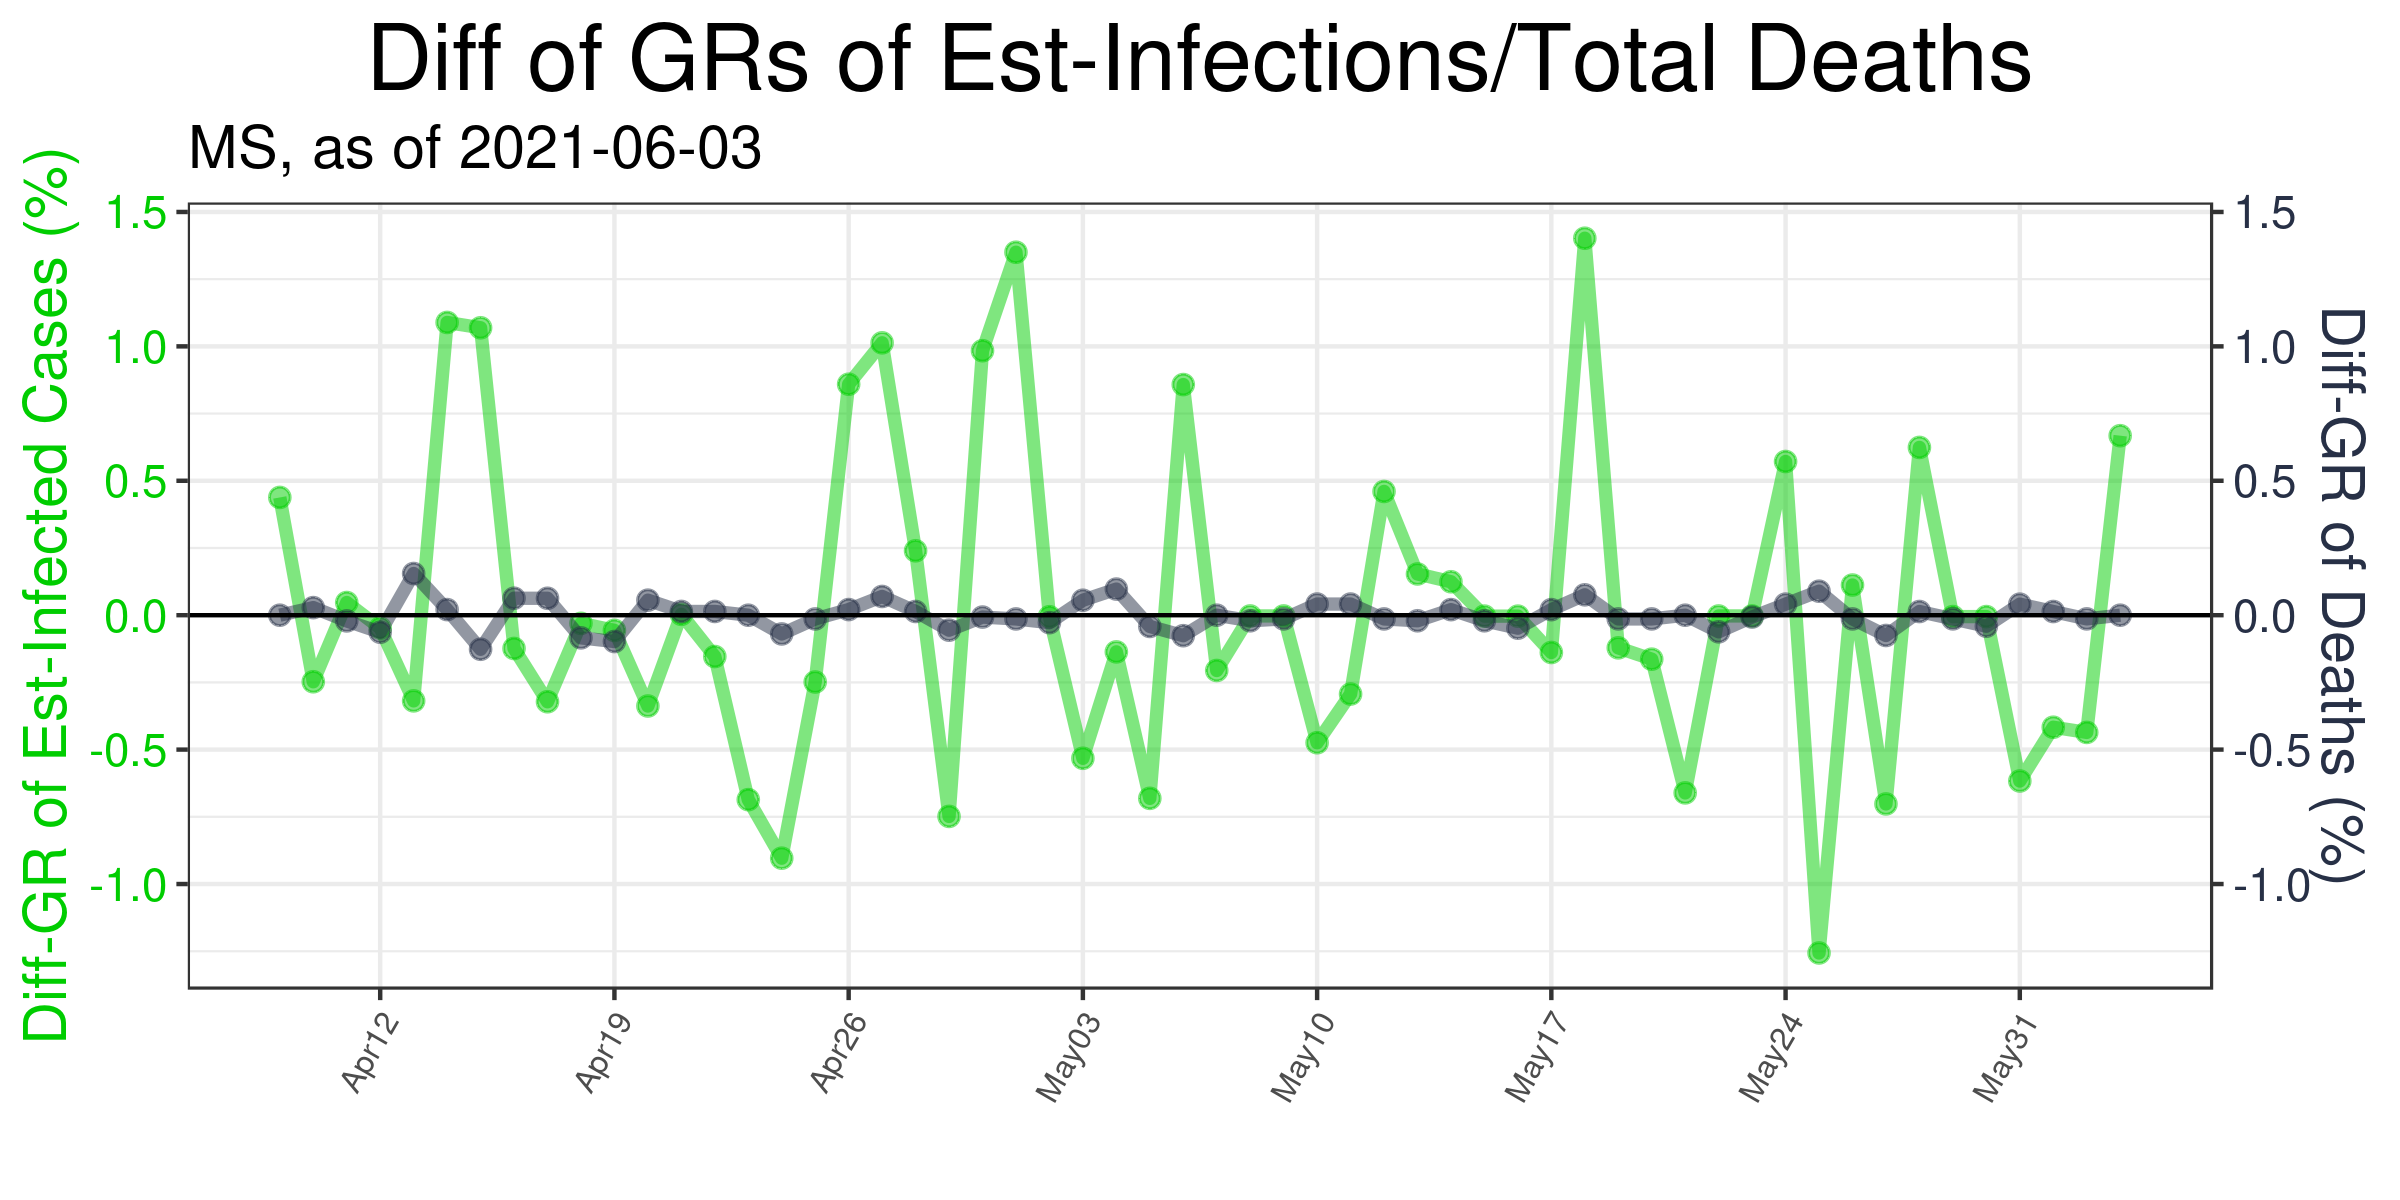 Diff of GRs of Est-Infections/Total Deaths
MS, as of 2021-06-03
Diff-GR of Est-Infected Cases (%)
1.5
1.0
0.5
0.0
-0.5
-1.0
1.5
1.0
0.5
0.0
-0.5
-1.0
Diff-GR of Deaths (%)
Apr12
Apr19
Apr26
May03
May10
May17
May24
May31